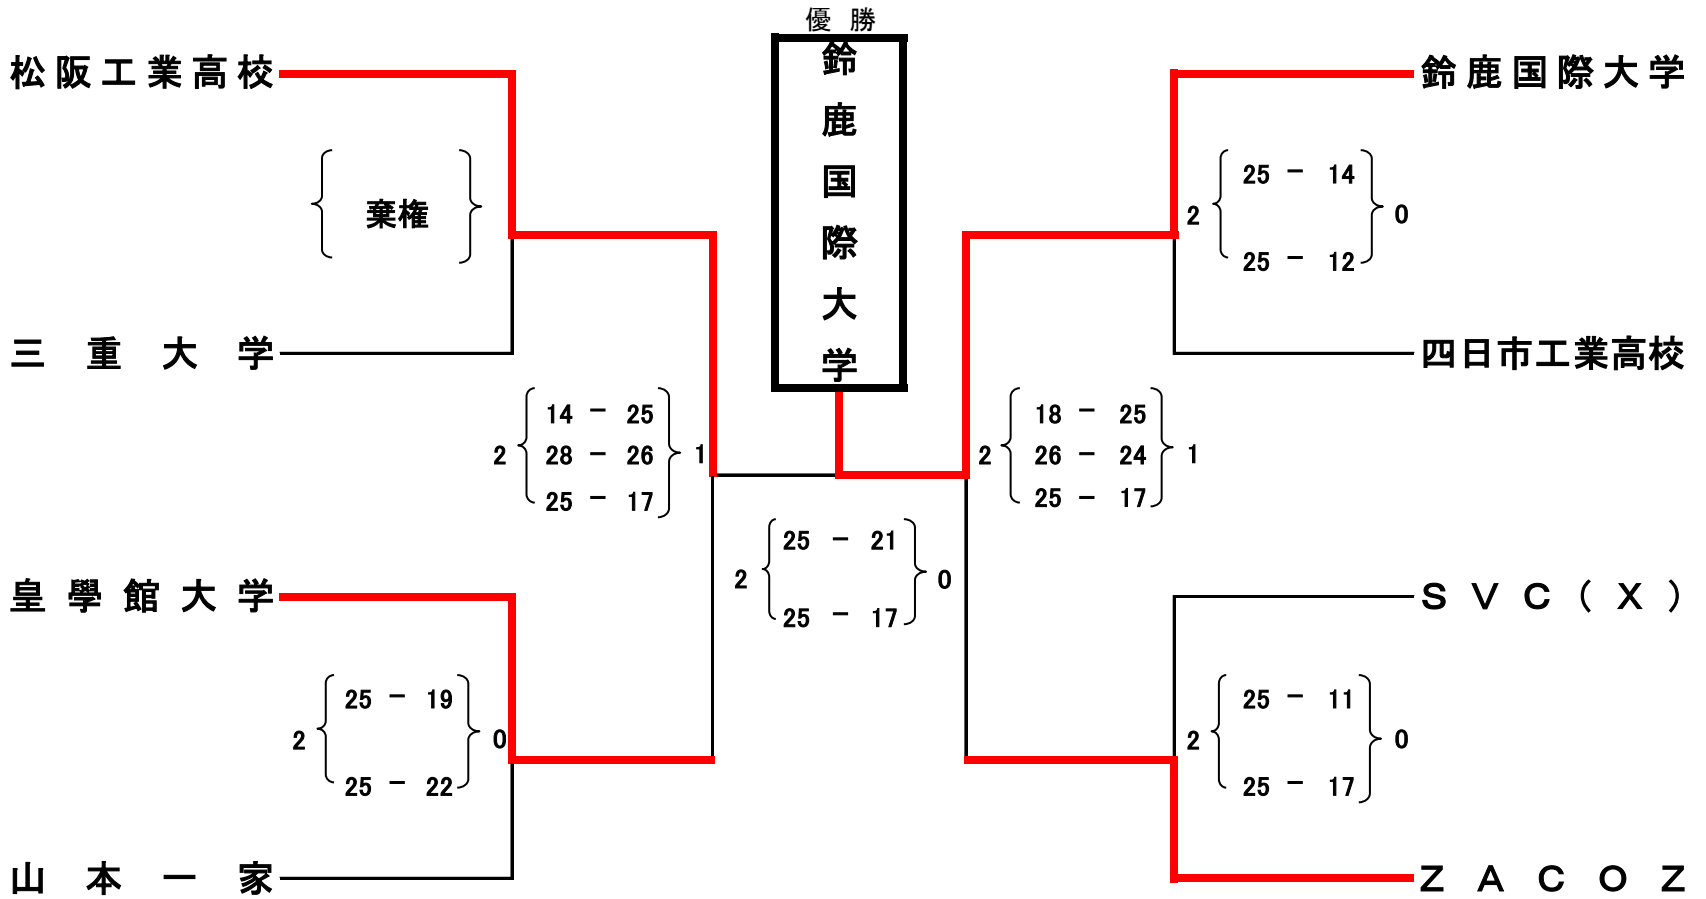 優 勝
鈴鹿国際大学
松阪工業高校
棄権
三重大学
2 14 － 25 1
28 － 26
25 － 17
皇學館大学
2 25 － 19 0
25 － 22
山本一家
2 25 － 21 0
25 － 17
鈴鹿国際大学
2 25 － 14 0
25 － 12
四日市工業高校
2 18 － 25 1
26 － 24
25 － 17
ＳＶＣ（Ｘ）
2 25 － 11 0
25 － 17
ＺＡＣＯＺ